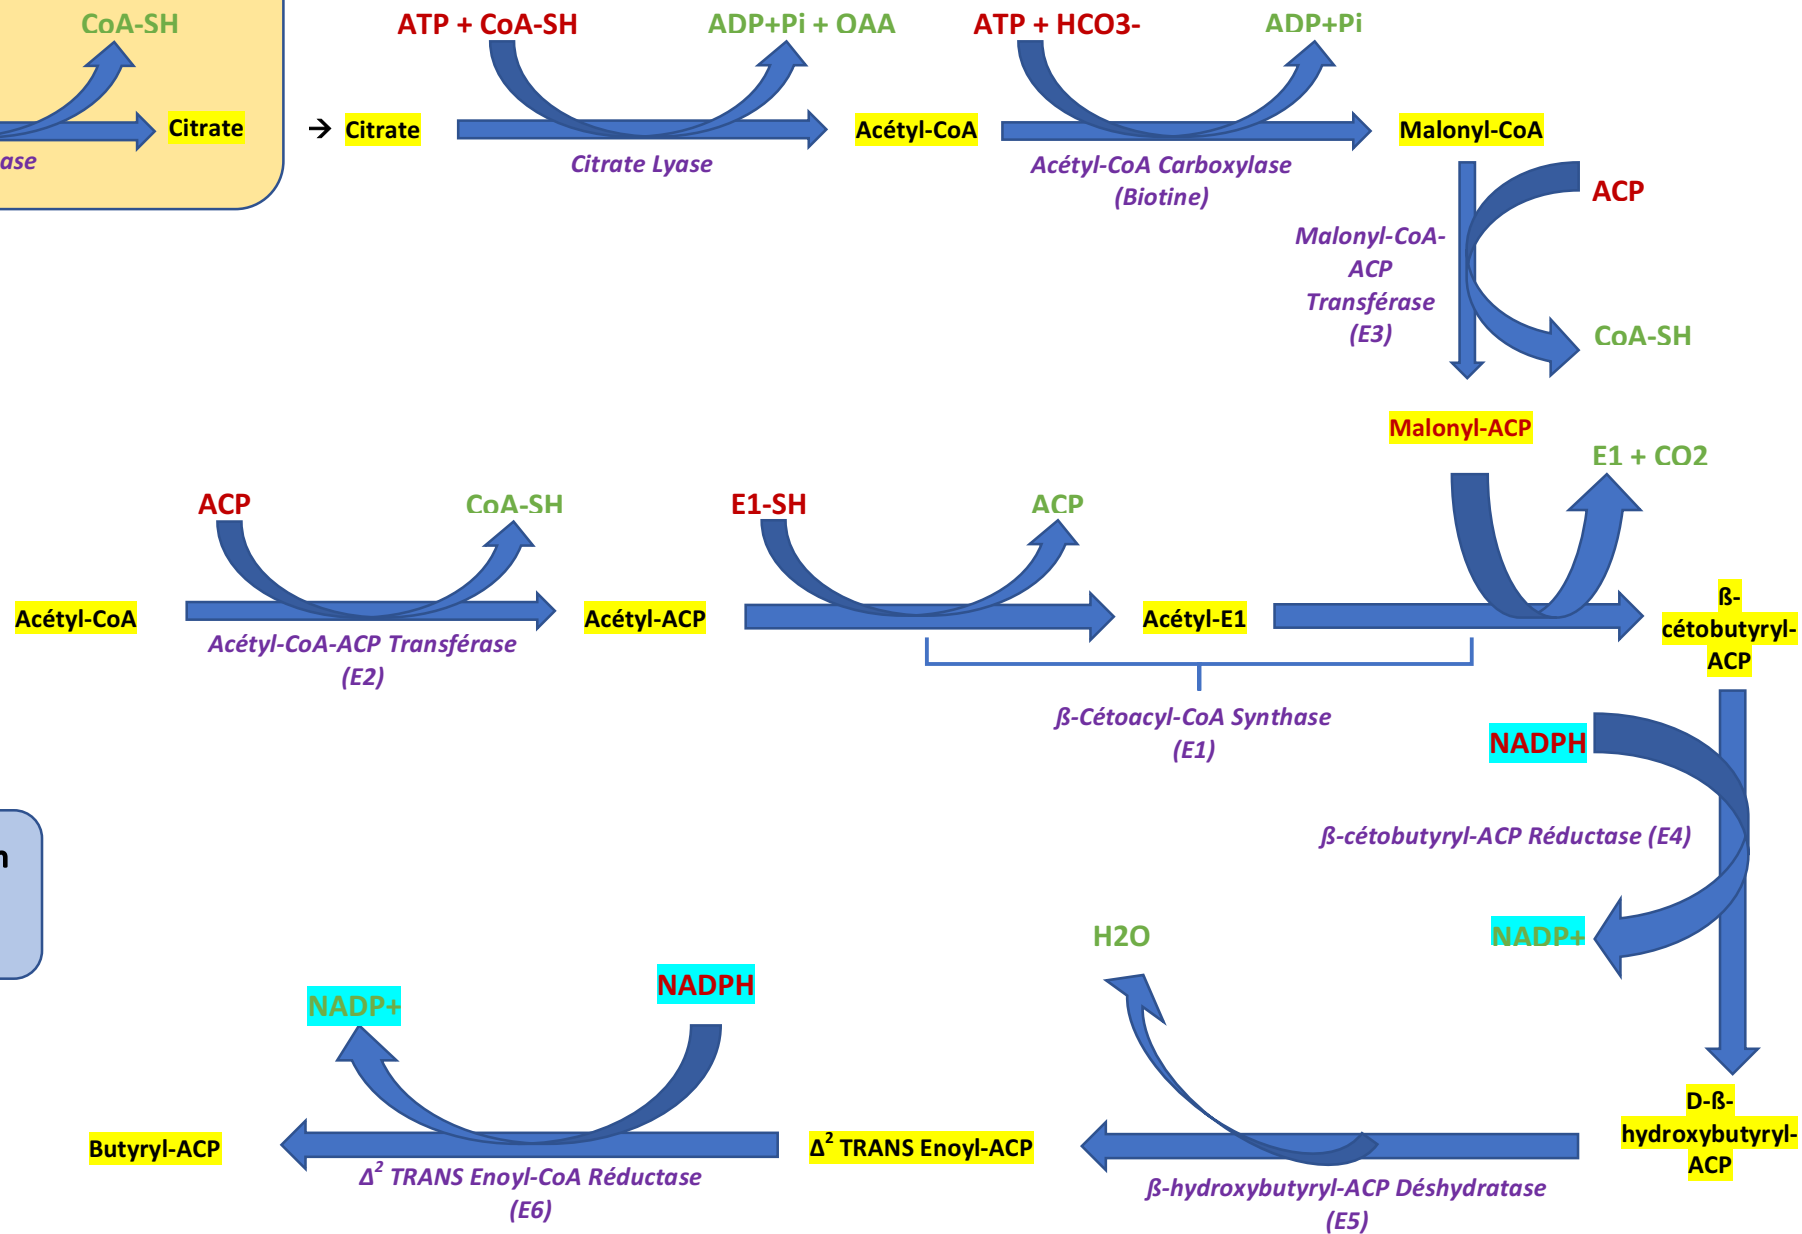 CoA-SH
ATP + CoA-SH
ADP+Pi + OAA
ATP + HCO3-
ADP+Pi
Citrate
→ Citrate
Acétyl-CoA
Malonyl-CoA
ase
Citrate Lyase
Acétyl-CoA Carboxylase
(Biotine)
ACP
Malonyl-CoA-
ACP
Transférase
(E3)
CoA-SH
Malonyl-ACP
E1 + CO2
ACP
CoA-SH
E1-SH
ACP
Acétyl-CoA
Acétyl-ACP
Acétyl-E1
ß-
cétobutyryl-
ACP
Acétyl-CoA-ACP Transférase
(E2)
ß-Cétoacyl-CoA Synthase
(E1)
NADPH
ß-cétobutyryl-ACP Réductase (E4)
n
NADP+
H2O
NADP+
NADPH
D-ß-
hydroxybutyryl-
ACP
Butyryl-ACP
Δ² TRANS Enoyl-ACP
Δ² TRANS Enoyl-CoA Réductase
(E6)
ß-hydroxybutyryl-ACP Déshydratase
(E5)